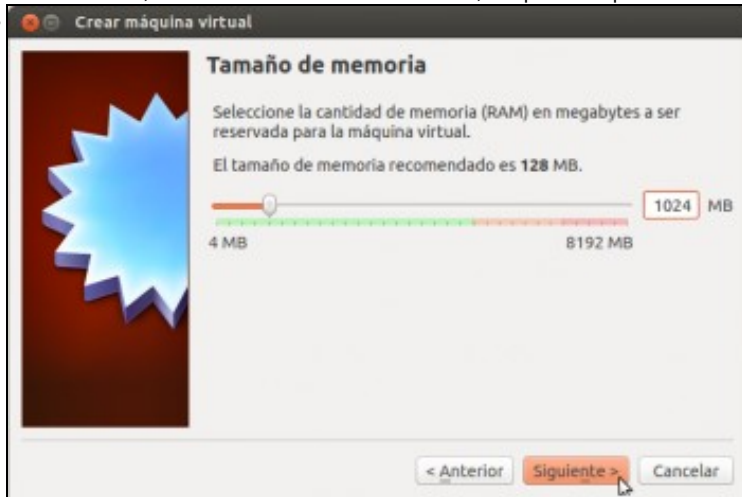 Crear máquina virtual
Tamaño de memoria
Seleccione la cantidad de memoria (RAM) en megabytes a ser
reservada para la máquina virtual.
El tamaño de memoria recomendado es 128 MB.
1024 MB
4 MB 8192 MB
< Anterior Siguiente > Cancelar